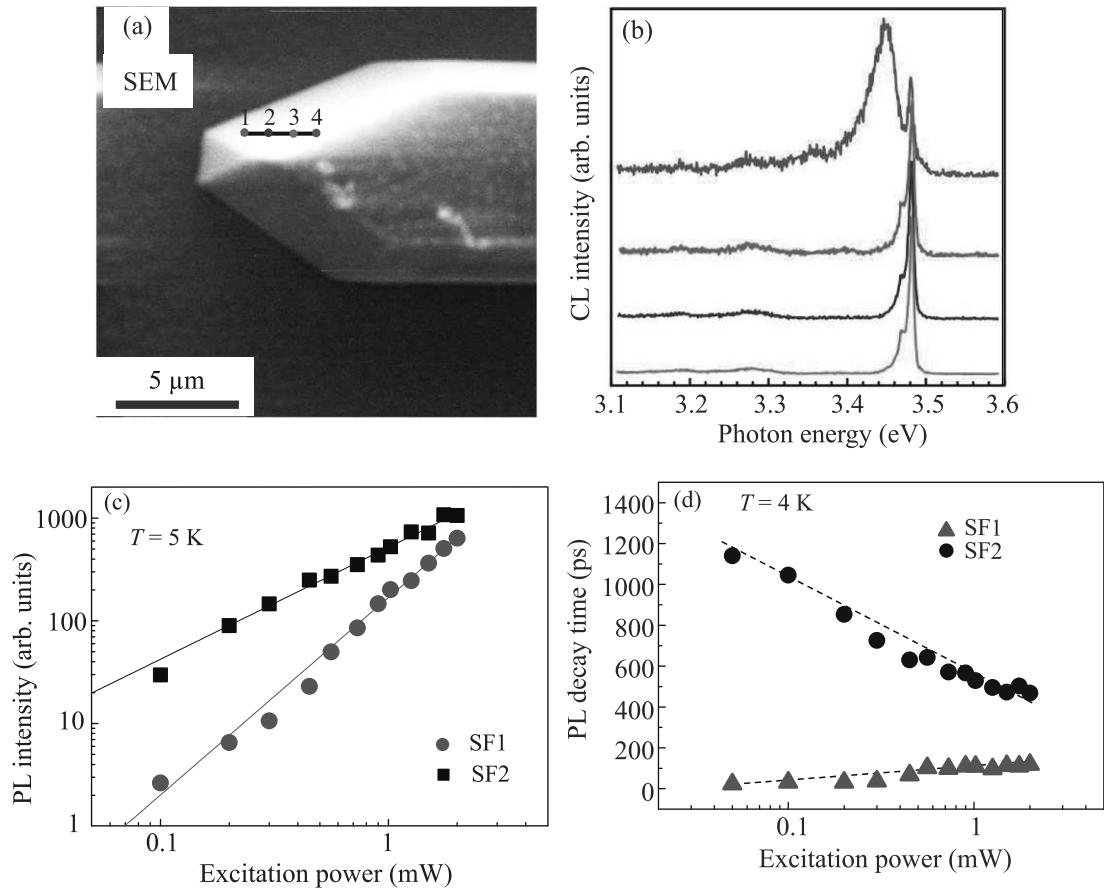 (a)
SEM
1 2 3 4
5 µm
(b)
CL intensity (arb. units)
3.1 3.2 3.3 3.4 3.5 3.6
Photon energy (eV)
(c)
T = 5 K
PL intensity (arb. units)
1000
100
10
1
SF1
SF2
0.1 1
Excitation power (mW)
(d)
T = 4 K
PL decay time (ps)
1400
1200
1000
800
600
400
200
0
SF1
SF2
0.1 1
Excitation power (mW)